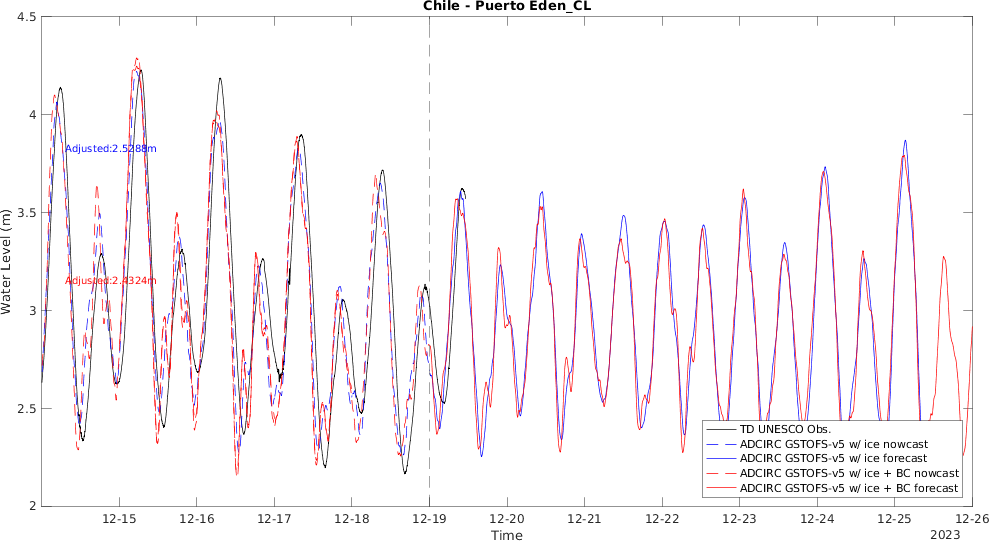 Chile - Puerto Eden_CL
4.5
4
3.5
3
2.5
2
Water Level (m)
Adjusted:2.5288m
Adjusted:2.4324m
TD UNESCO Obs.
ADCIRC GSTOFS-v5 w/ ice nowcast
ADCIRC GSTOFS-v5 w/ ice forecast
ADCIRC GSTOFS-v5 w/ ice + BC nowcast
ADCIRC GSTOFS-v5 w/ ice + BC forecast
12-15 12-16 12-17 12-18 12-19 12-20 12-21 12-22 12-23 12-24 12-25 12-26
Time
2023